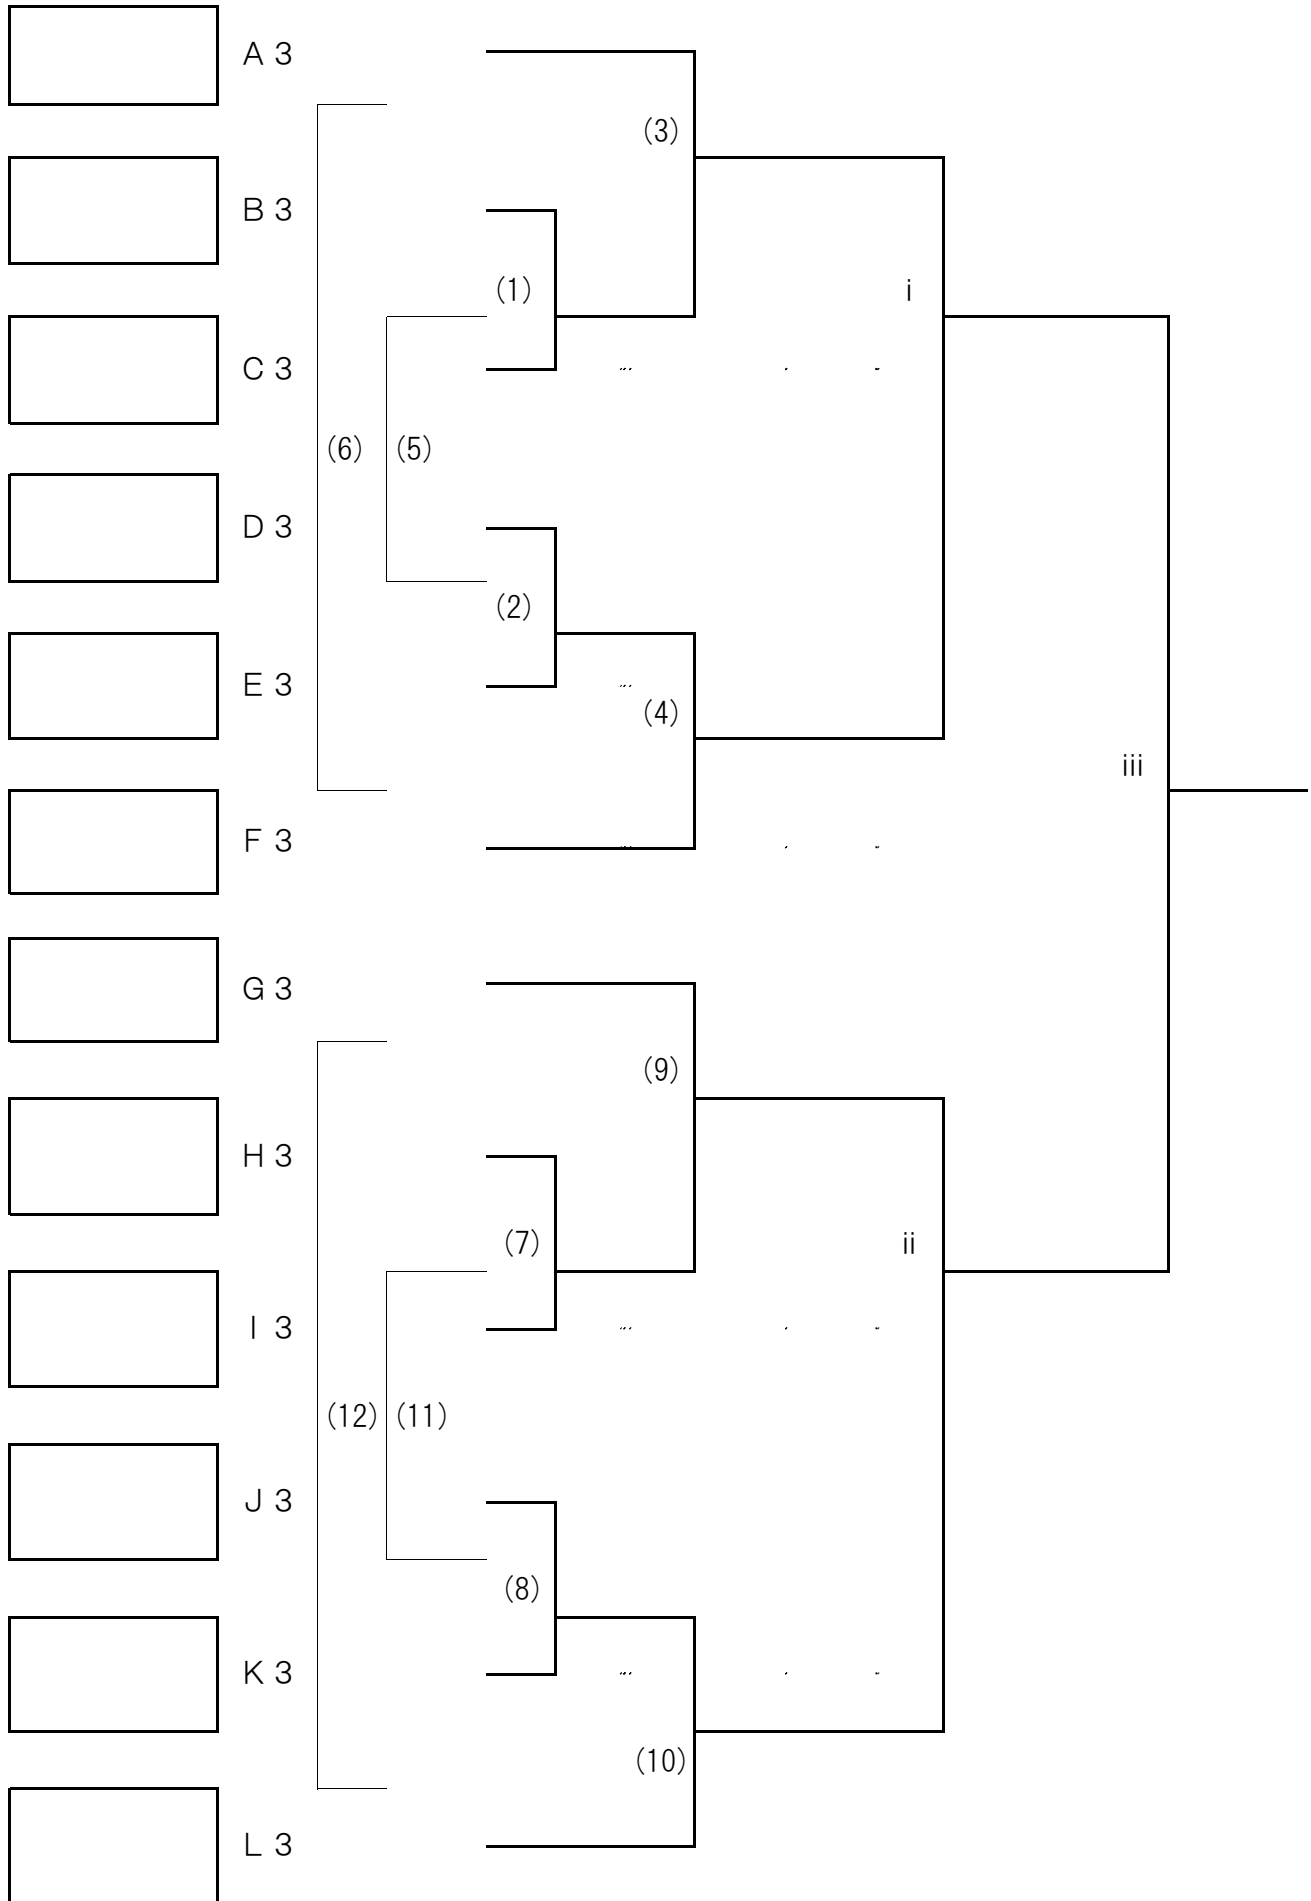 A 3
(3)
B 3
(1)
i
C 3
(6)
(5)
D 3
(2)
E 3
(4)
iii
F 3
G 3
(9)
H 3
(7)
ii
I 3
(12)
(11)
J 3
(8)
K 3
(10)
L 3